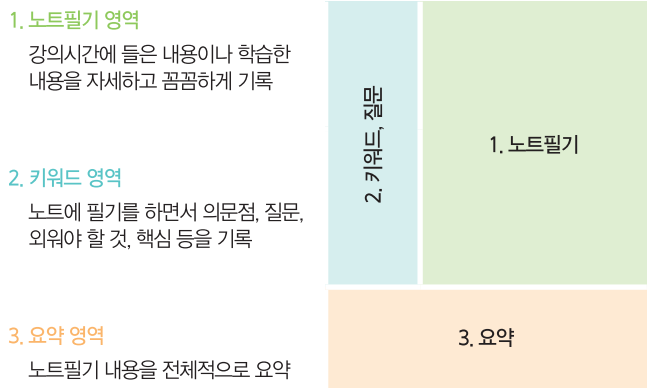 1. 노트필기 영역
강의시간에 들은 내용이나 학습한
내용을 자세하고 꼼꼼하게 기록
2. 키워드 영역
노트에 필기를 하면서 의문점, 질문,
외워야 할 것, 핵심 등을 기록
3. 요약 영역
노트필기 내용을 전체적으로 요약
2. 키워드, 질문
1. 노트필기
3. 요약